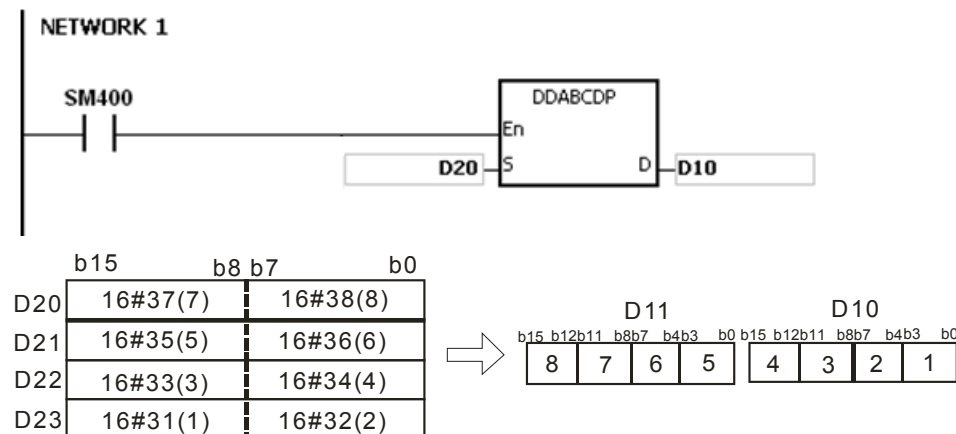 NETWORK 1
SM400
DDABCDP
En
D20 S D D10
b15 b8 b7 b0
D20 16#37(7) 16#38(8)
D21 16#35(5) 16#36(6)
D22 16#33(3) 16#34(4)
D23 16#31(1) 16#32(2)
D11 D10
b15 b12b11 b8b7 b4b3 b0 b15 b12b11 b8b7 b4b3 b0
8 7 6 5 4 3 2 1